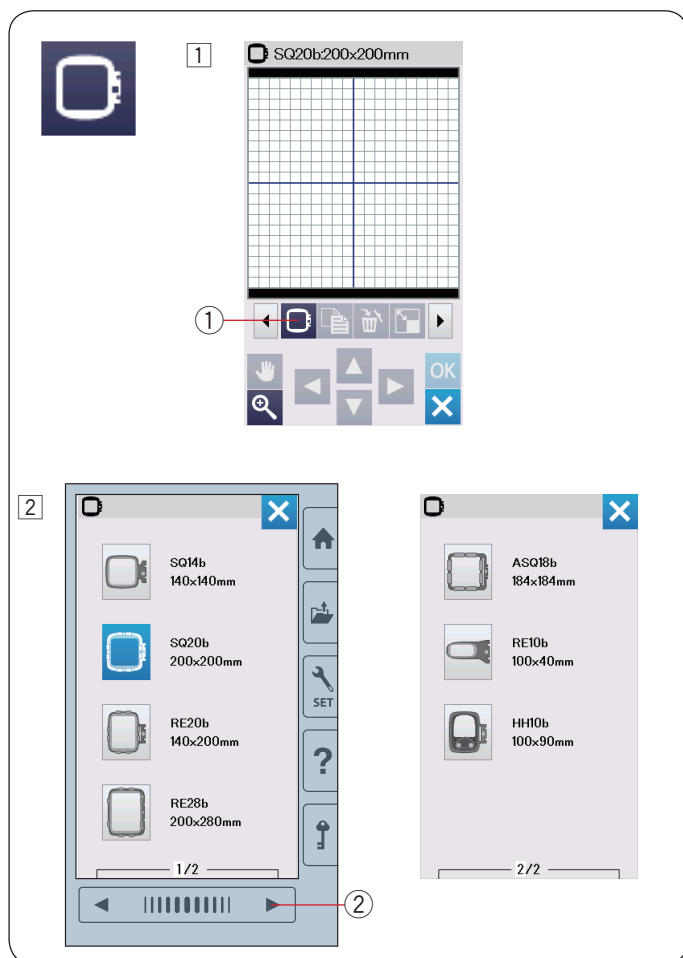 1
SQ20b:200x200mm
1
OK
2
SQ14b
140x140mm
SQ20b
200x200mm
RE20b
140x200mm
RE28b
200x280mm
1/2
SET
?
2
ASQ18b
184x184mm
RE10b
100x40mm
HH10b
100x90mm
2/2